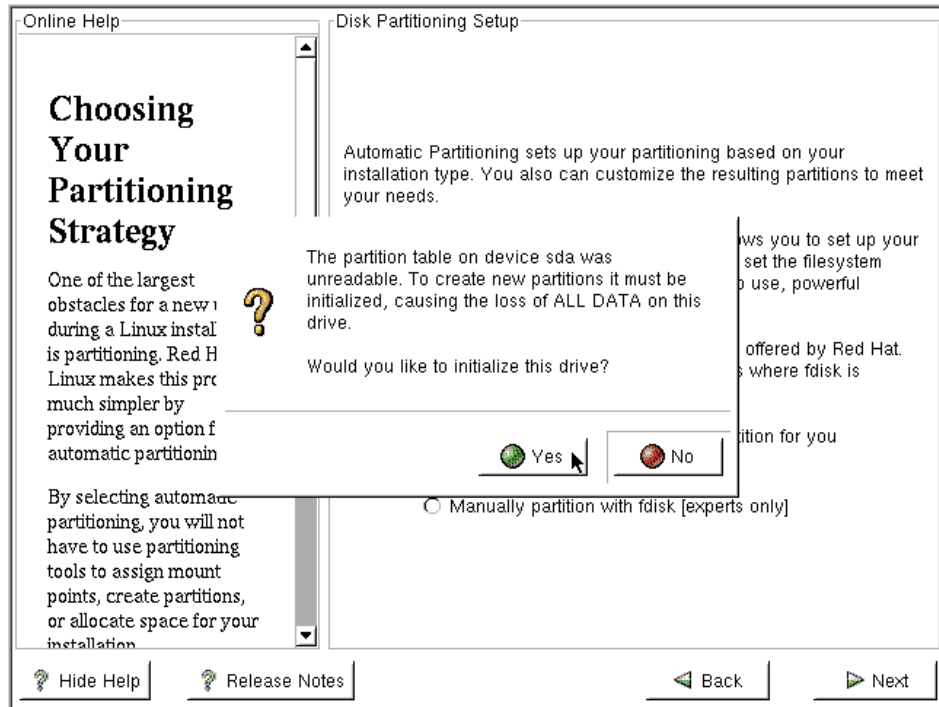 Online Help
Choosing
Your
Partitioning
Strategy
One of the largest
obstacles for a new
during a Linux instal
is partitioning. Red H
Linux makes this pro
much simpler by
providing an option f
automatic partitionin
By selecting automatic
partitioning, you will not
have to use partitioning
tools to assign mount
points, create partitions,
or allocate space for your
installation
Disk Partitioning Setup
Automatic Partitioning sets up your partitioning based on your
installation type. You also can customize the resulting partitions to meet
your needs.
ws you to set up your
set the filesystem
o use, powerful
offered by Red Hat.
s where fdisk is
ition for you
Manually partition with fdisk [experts only]
The partition table on device sda was
unreadable. To create new partitions it must be
initialized, causing the loss of ALL DATA on this
drive.
Would you like to initialize this drive?
Yes
No
Hide Help
Release Notes
Back
Next